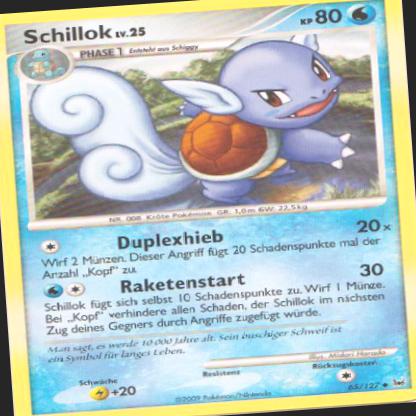 Schillok LV.25
KP 80
PHASE 1 Entsteht aus Schiggy
NR. 008 Kröte Pokémon GR: 1,0m GW: 22,5kg
Duplexhieb 20×
Wirf 2 Münzen. Dieser Angriff fügt 20 Schadenspunkte mal der
Anzahl „Kopf" zu.
Raketenstart 30
Schillok fügt sich selbst 10 Schadenspunkte zu. Wirf 1 Münze.
Bei „Kopf" verhindere allen Schaden, der Schillok im nächsten
Zug deines Gegners durch Angriffe zugefügt würde.
Man sagt, es werde 10 000 Jahre alt. Sein buschiger Schweif ist
ein Symbol für langes Leben.
Illus. Midori Harada
Schwäche Resistenz Rückzugskosten
+20
65/127
©2009 Pokémon/Nintendo